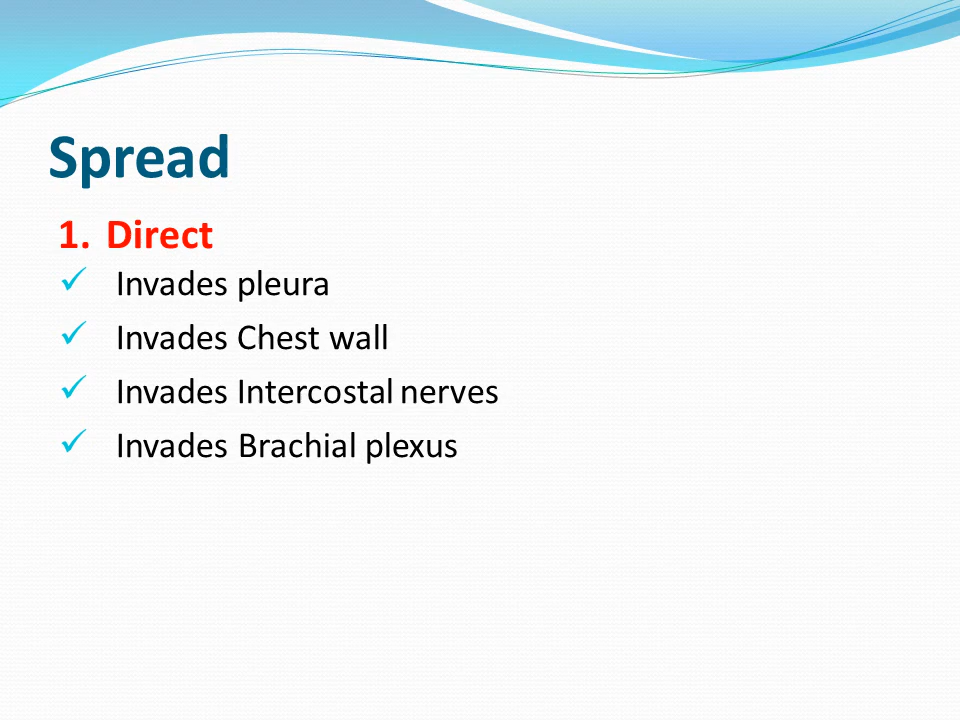 Spread
1. Direct
✓ Invades pleura
✓ Invades Chest wall
✓ Invades Intercostal nerves
✓ Invades Brachial plexus